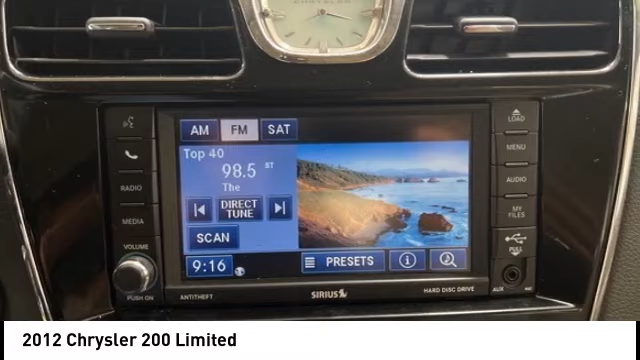 CHRYSLER
LOAD
AM FM SAT
MENU
Top 40
98.5 ST
The
RADIO
AUDIO
DIRECT
TUNE
MY
FILES
MEDIA
SCAN
VOLUME
PULL
9:16
PRESETS
PUSH ON
ANTITHEFT
SIRIUS
HARD DISC DRIVE
AUX
2012 Chrysler 200 Limited